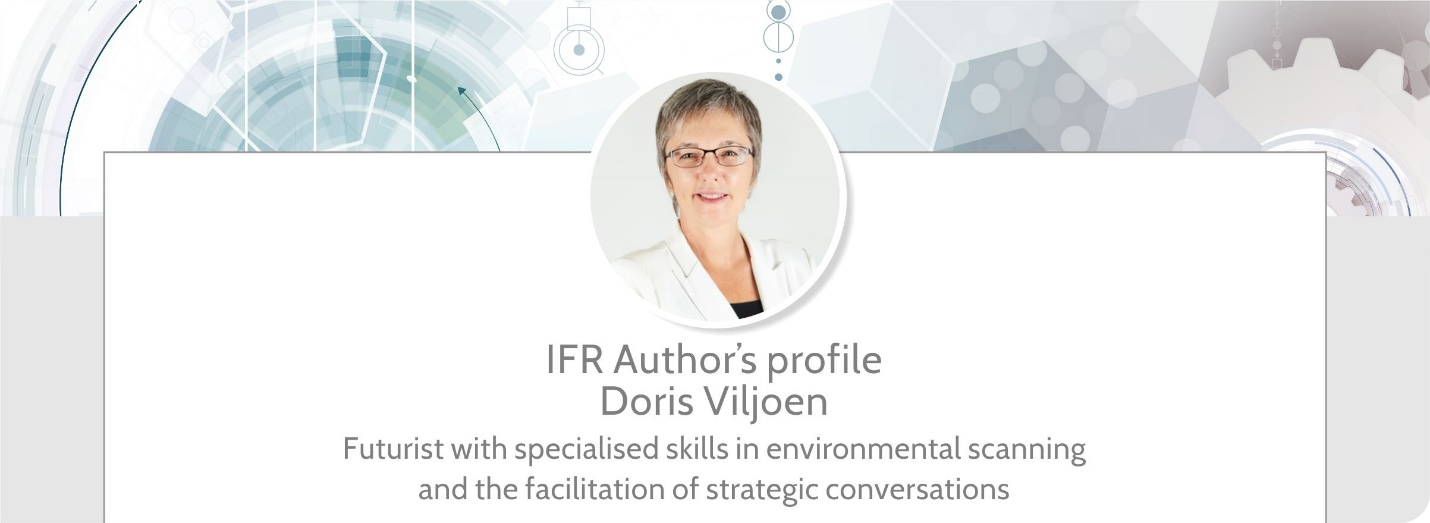 IFR Author’s profile
Doris Viljoen
Futurist with specialised skills in environmental scanning
and the facilitation of strategic conversations